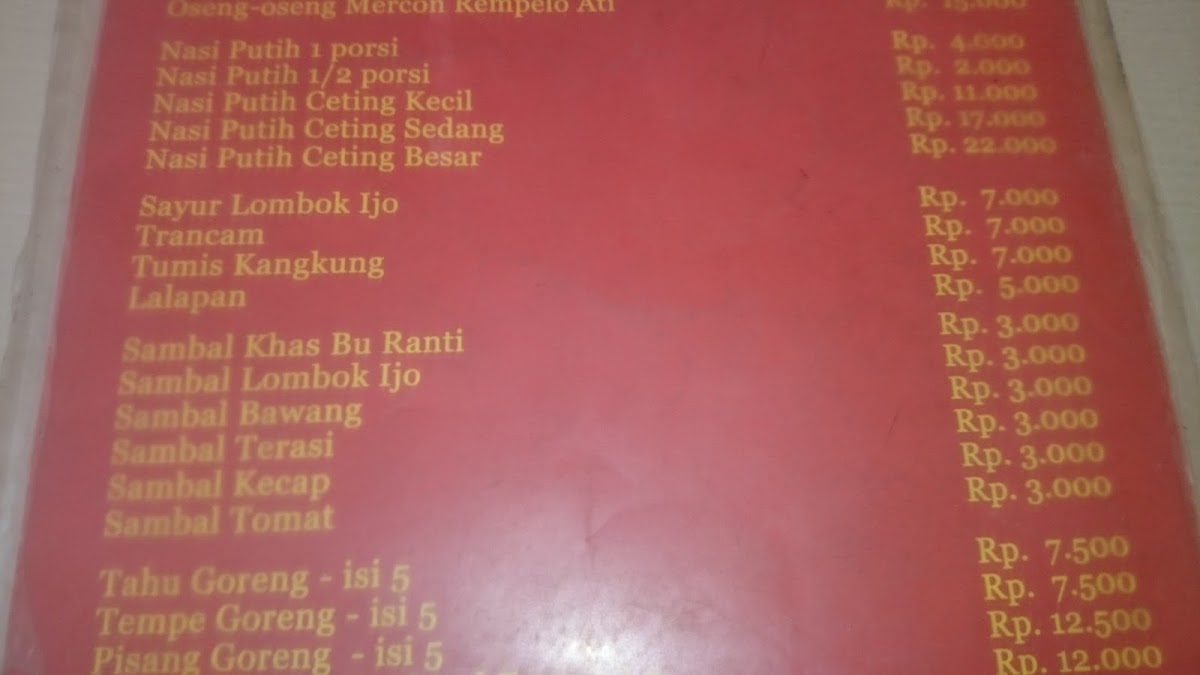 Oseng-oseng Mercon Rempelo Ati Rp. 15.000
Nasi Putih 1 porsi Rp. 4.000
Nasi Putih 1/2 porsi Rp. 2.000
Nasi Putih Ceting Kecil Rp. 11.000
Nasi Putih Ceting Sedang Rp. 17.000
Nasi Putih Ceting Besar Rp. 22.000
Sayur Lombok Ijo Rp. 7.000
Trancam Rp. 7.000
Tumis Kangkung Rp. 7.000
Lalapan Rp. 5.000
Sambal Khas Bu Ranti Rp. 3.000
Sambal Lombok Ijo Rp. 3.000
Sambal Bawang Rp. 3.000
Sambal Terasi Rp. 3.000
Sambal Kecap Rp. 3.000
Sambal Tomat Rp. 3.000
Tahu Goreng - isi 5 Rp. 7.500
Tempe Goreng - isi 5 Rp. 7.500
Pisang Goreng - isi 5 Rp. 12.500
Rp. 12.000